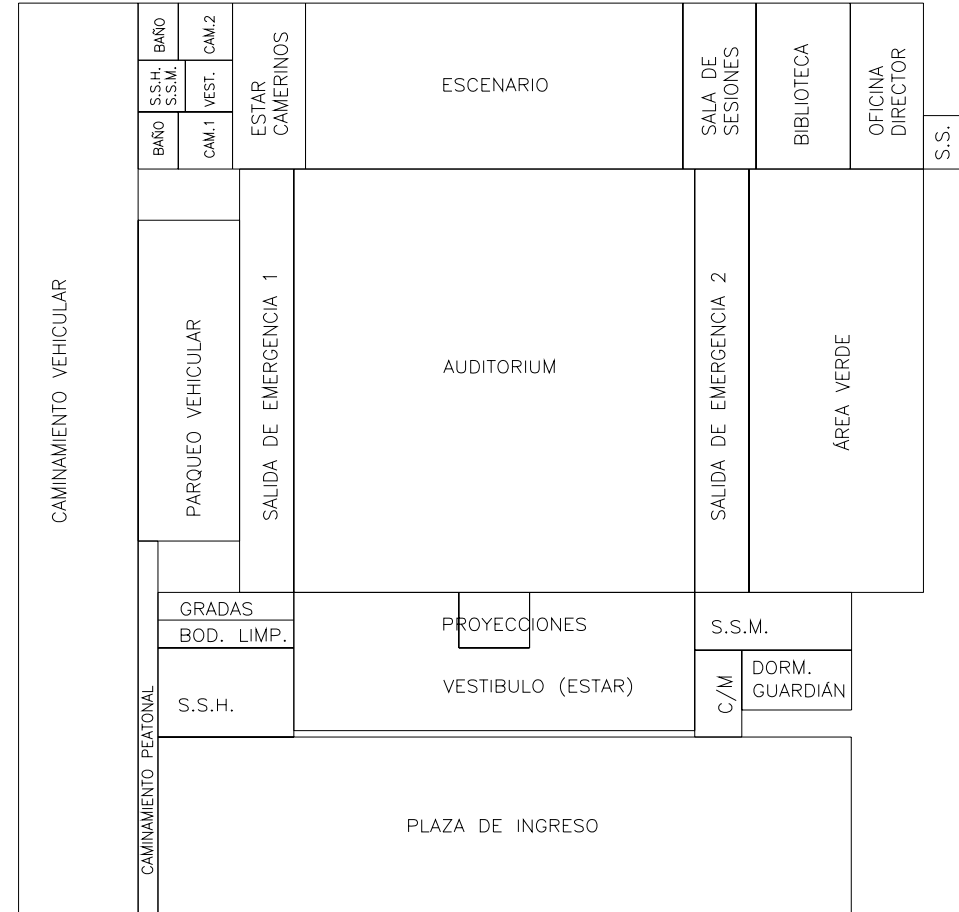 BAÑO
CAM.2
S.S.H.
S.S.M.
VEST.
BAÑO
CAM.1
ESTAR
CAMERINOS
ESCENARIO
SALA DE
SESIONES
BIBLIOTECA
OFICINA
DIRECTOR
S.S.
CAMINAMIENTO VEHICULAR
PARQUEO VEHICULAR
SALIDA DE EMERGENCIA 1
AUDITORIUM
SALIDA DE EMERGENCIA 2
ÁREA VERDE
GRADAS
BOD. LIMP.
PROYECCIONES
S.S.M.
S.S.H.
VESTIBULO (ESTAR)
C/M
DORM.
GUARDIÁN
CAMINAMIENTO PEATONAL
PLAZA DE INGRESO